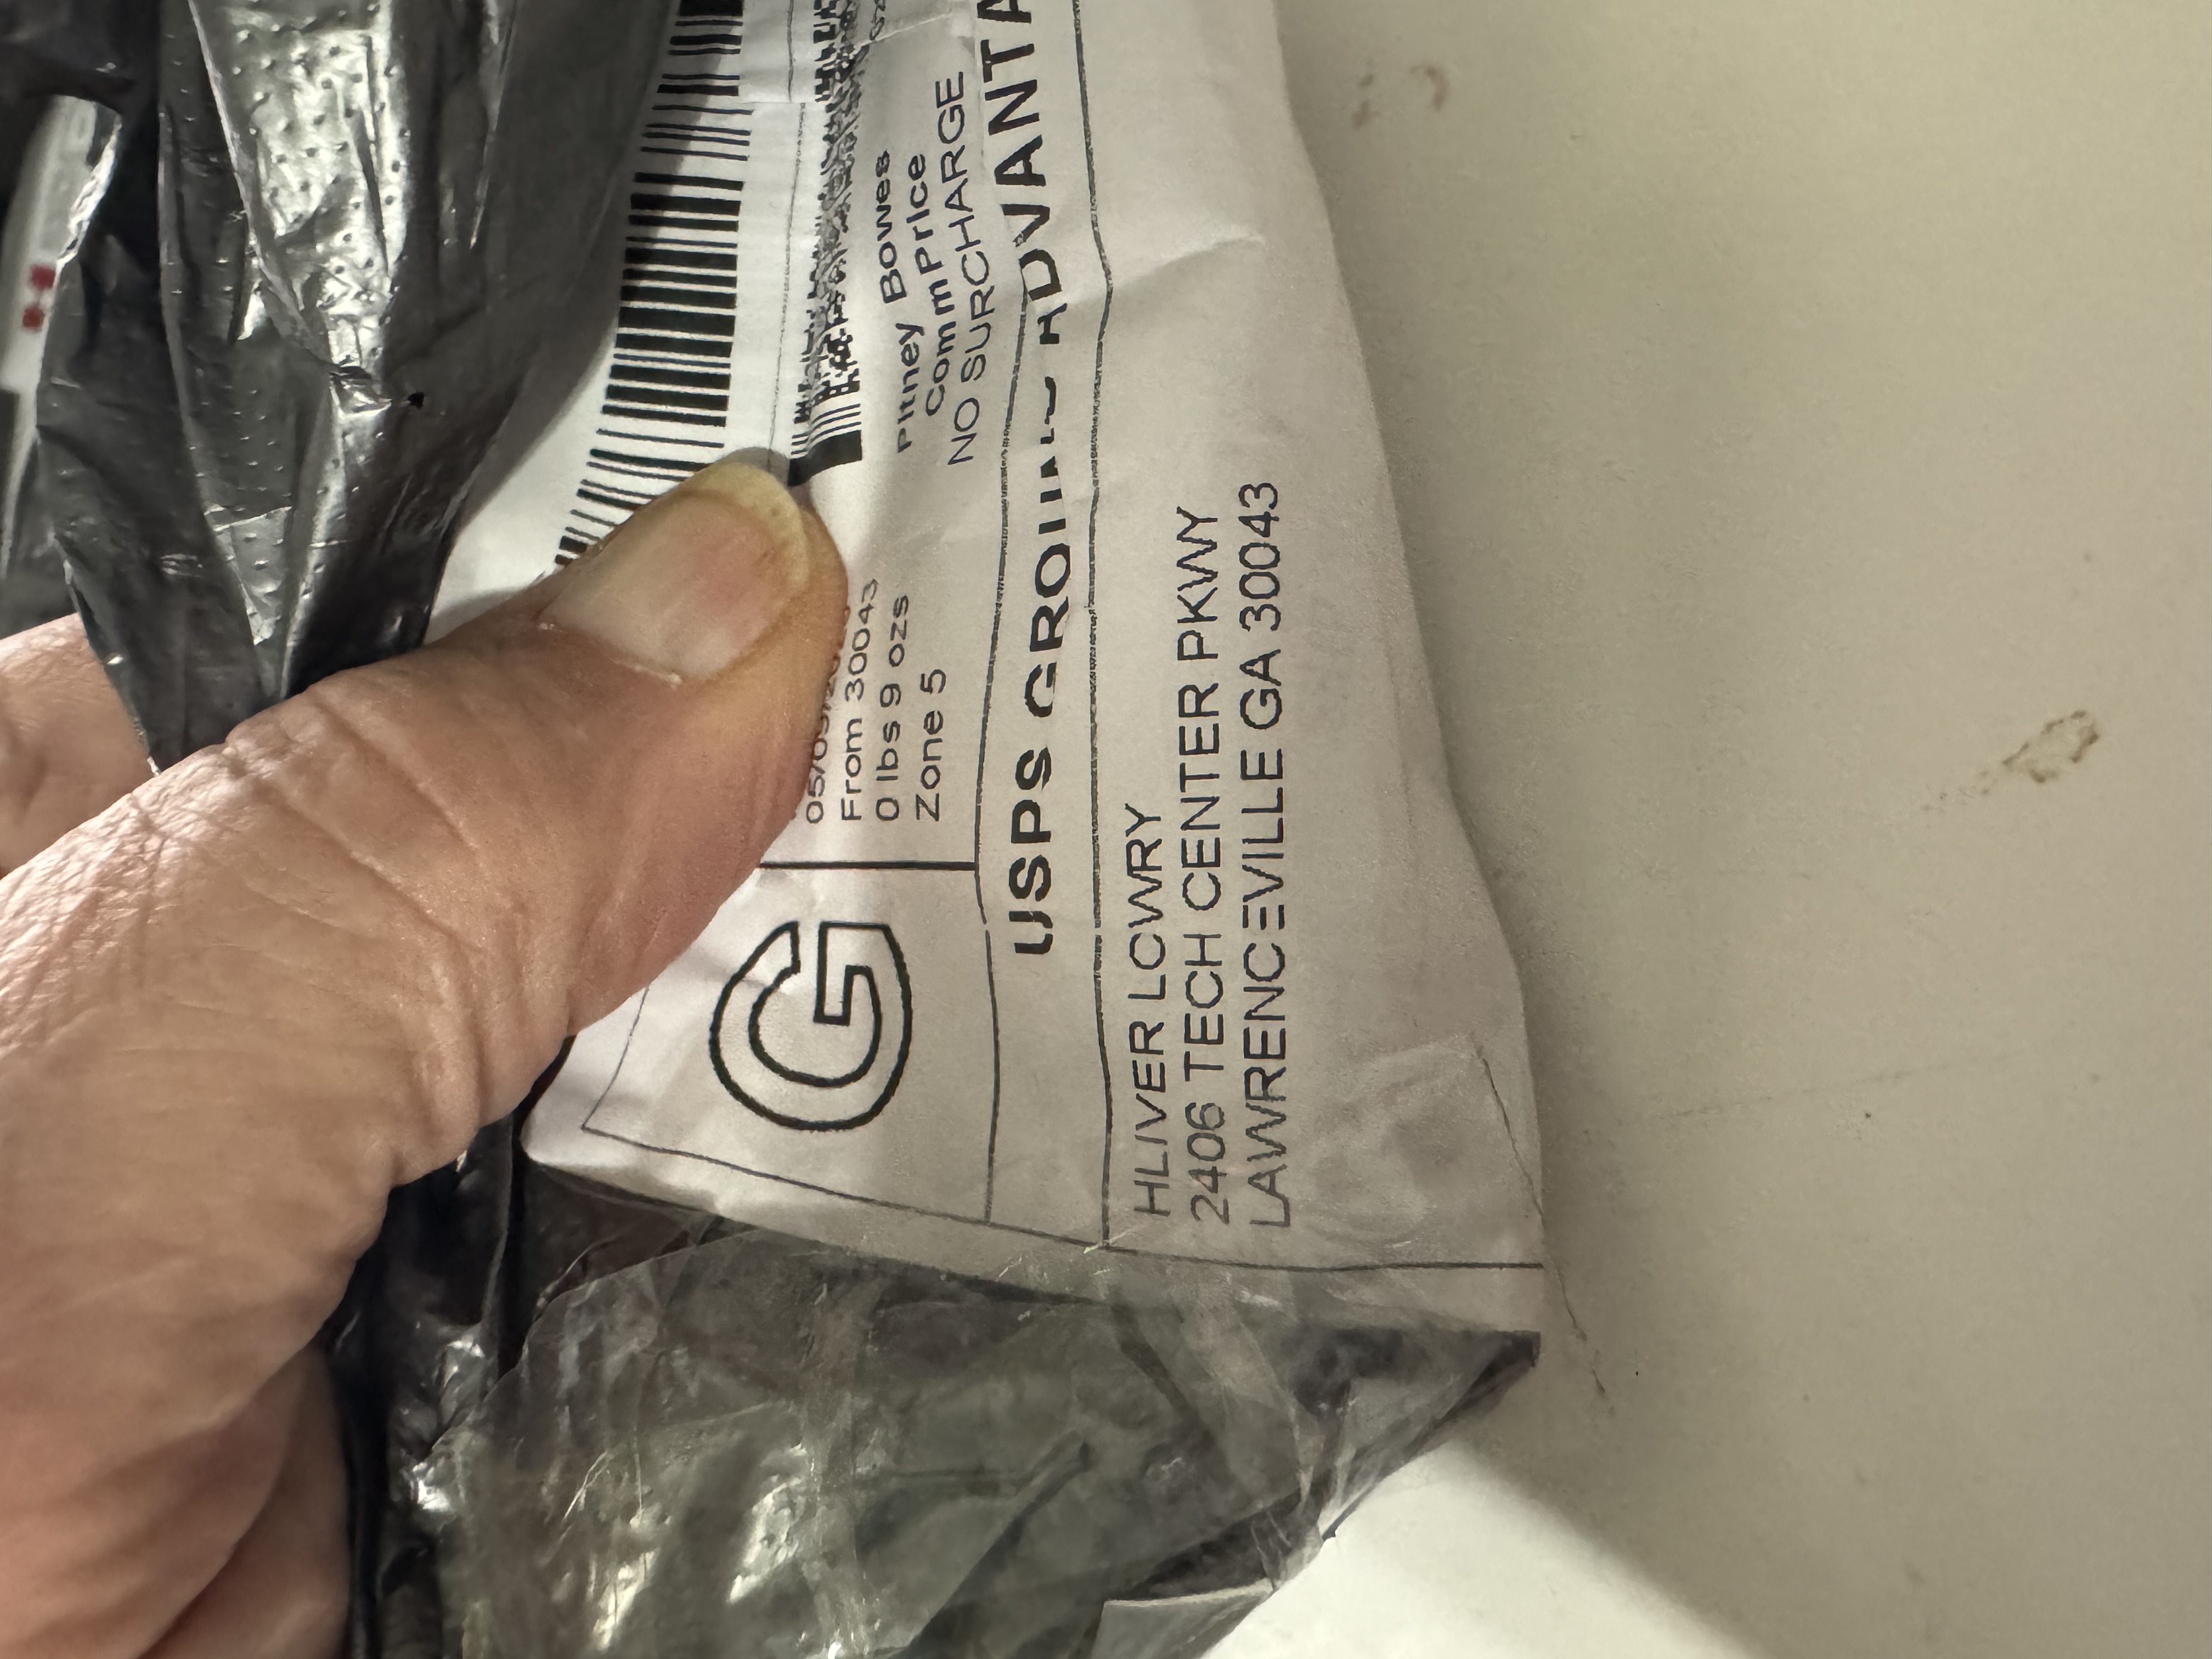 G
From 30043
0 lbs 9 ozs
Zone 5
Pitney Bowes
CommPrice
NO SURCHARGE
USPS GROUND ADVANTA
HLIVER LOWRY
2406 TECH CENTER PKWY
LAWRENCEVILLE GA 30043